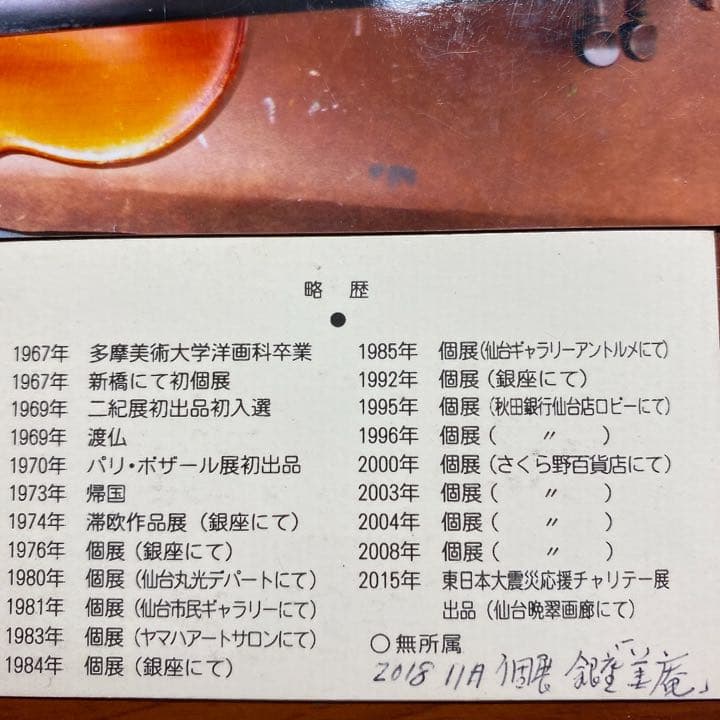 略 歴
●
1967年 多摩美術大学洋画科卒業
1967年 新橋にて初個展
1969年 二紀展初出品初入選
1969年 渡仏
1970年 パリ・ボザール展初出品
1973年 帰国
1974年 滞欧作品展(銀座にて)
1976年 個展(銀座にて)
1980年 個展(仙台丸光デパートにて)
1981年 個展(仙台市民ギャラリーにて)
1983年 個展(ヤマハアートサロンにて)
1984年 個展(銀座にて)
1985年 個展(仙台ギャラリーアントルメにて)
1992年 個展(銀座にて)
1995年 個展(秋田銀行仙台店ロビーにて)
1996年 個展( 〃 )
2000年 個展(さくら野百貨店にて)
2003年 個展( 〃 )
2004年 個展( 〃 )
2008年 個展( 〃 )
2015年 東日本大震災応援チャリテー展
出品(仙台晩翠画廊にて)
○無所属
2018 11月 個展 銀座「美庵」